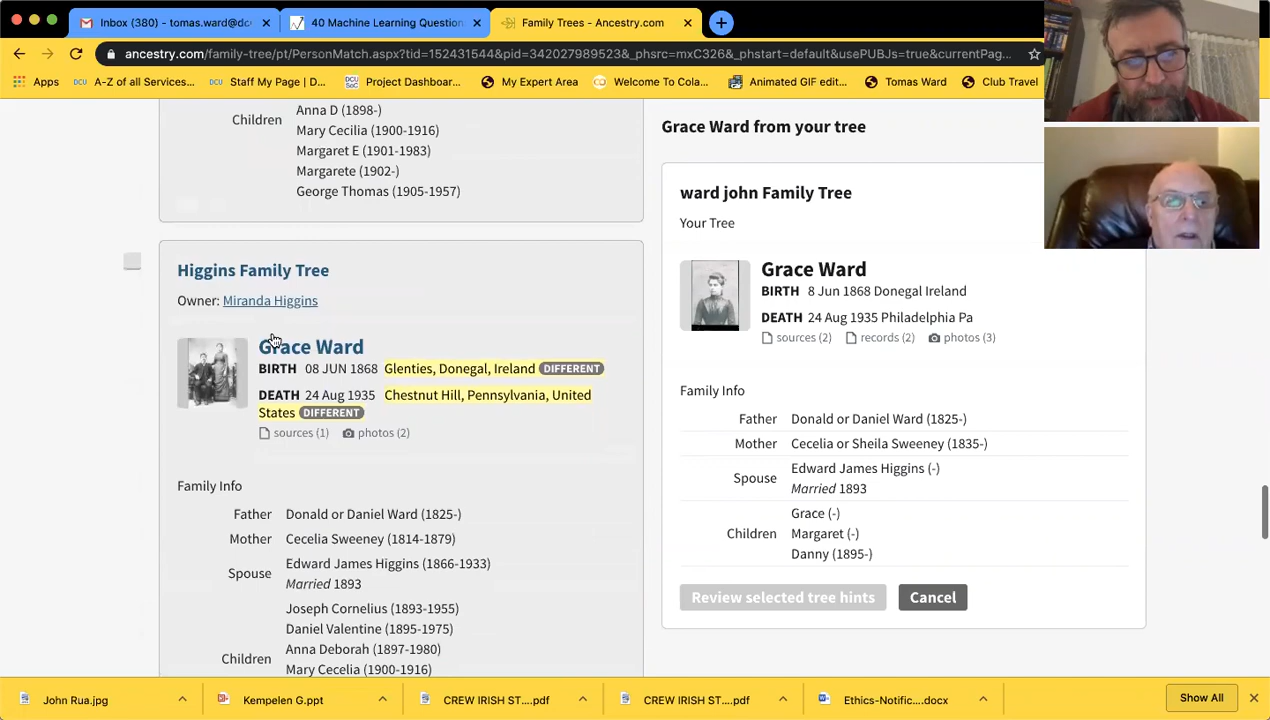 Inbox (380) - tomas.ward@dc
40 Machine Learning Question
Family Trees - Ancestry.com
ancestry.com/family-tree/pt/PersonMatch.aspx?tid=152431544&pid=342027989523&_phsrc=mxC326&_phstart=default&usePUBJs=true&currentPag...
Apps
A-Z of all Services...
Staff My Page | D...
Project Dashboar...
My Expert Area
Welcome To Cola...
Animated GIF edit...
Tomas Ward
Club Travel
Children
Anna D (1898-)
Mary Cecilia (1900-1916)
Margaret E (1901-1983)
Margarete (1902-)
George Thomas (1905-1957)
Higgins Family Tree
Owner: Miranda Higgins
Grace Ward
BIRTH 08 JUN 1868 Glenties, Donegal, Ireland DIFFERENT
DEATH 24 Aug 1935 Chestnut Hill, Pennsylvania, United
States DIFFERENT
sources (1) photos (2)
Family Info
Father Donald or Daniel Ward (1825-)
Mother Cecelia Sweeney (1814-1879)
Spouse Edward James Higgins (1866-1933)
Married 1893
Children
Joseph Cornelius (1893-1955)
Daniel Valentine (1895-1975)
Anna Deborah (1897-1980)
Mary Cecilia (1900-1916)
Grace Ward from your tree
ward john Family Tree
Your Tree
Grace Ward
BIRTH 8 Jun 1868 Donegal Ireland
DEATH 24 Aug 1935 Philadelphia Pa
sources (2) records (2) photos (3)
Family Info
Father Donald or Daniel Ward (1825-)
Mother Cecelia or Sheila Sweeney (1835-)
Spouse Edward James Higgins (-)
Married 1893
Children
Grace (-)
Margaret (-)
Danny (1895-)
Review selected tree hints
Cancel
John Rua.jpg
Kempelen G.ppt
CREW IRISH ST....pdf
CREW IRISH ST....pdf
Ethics-Notific....docx
Show All